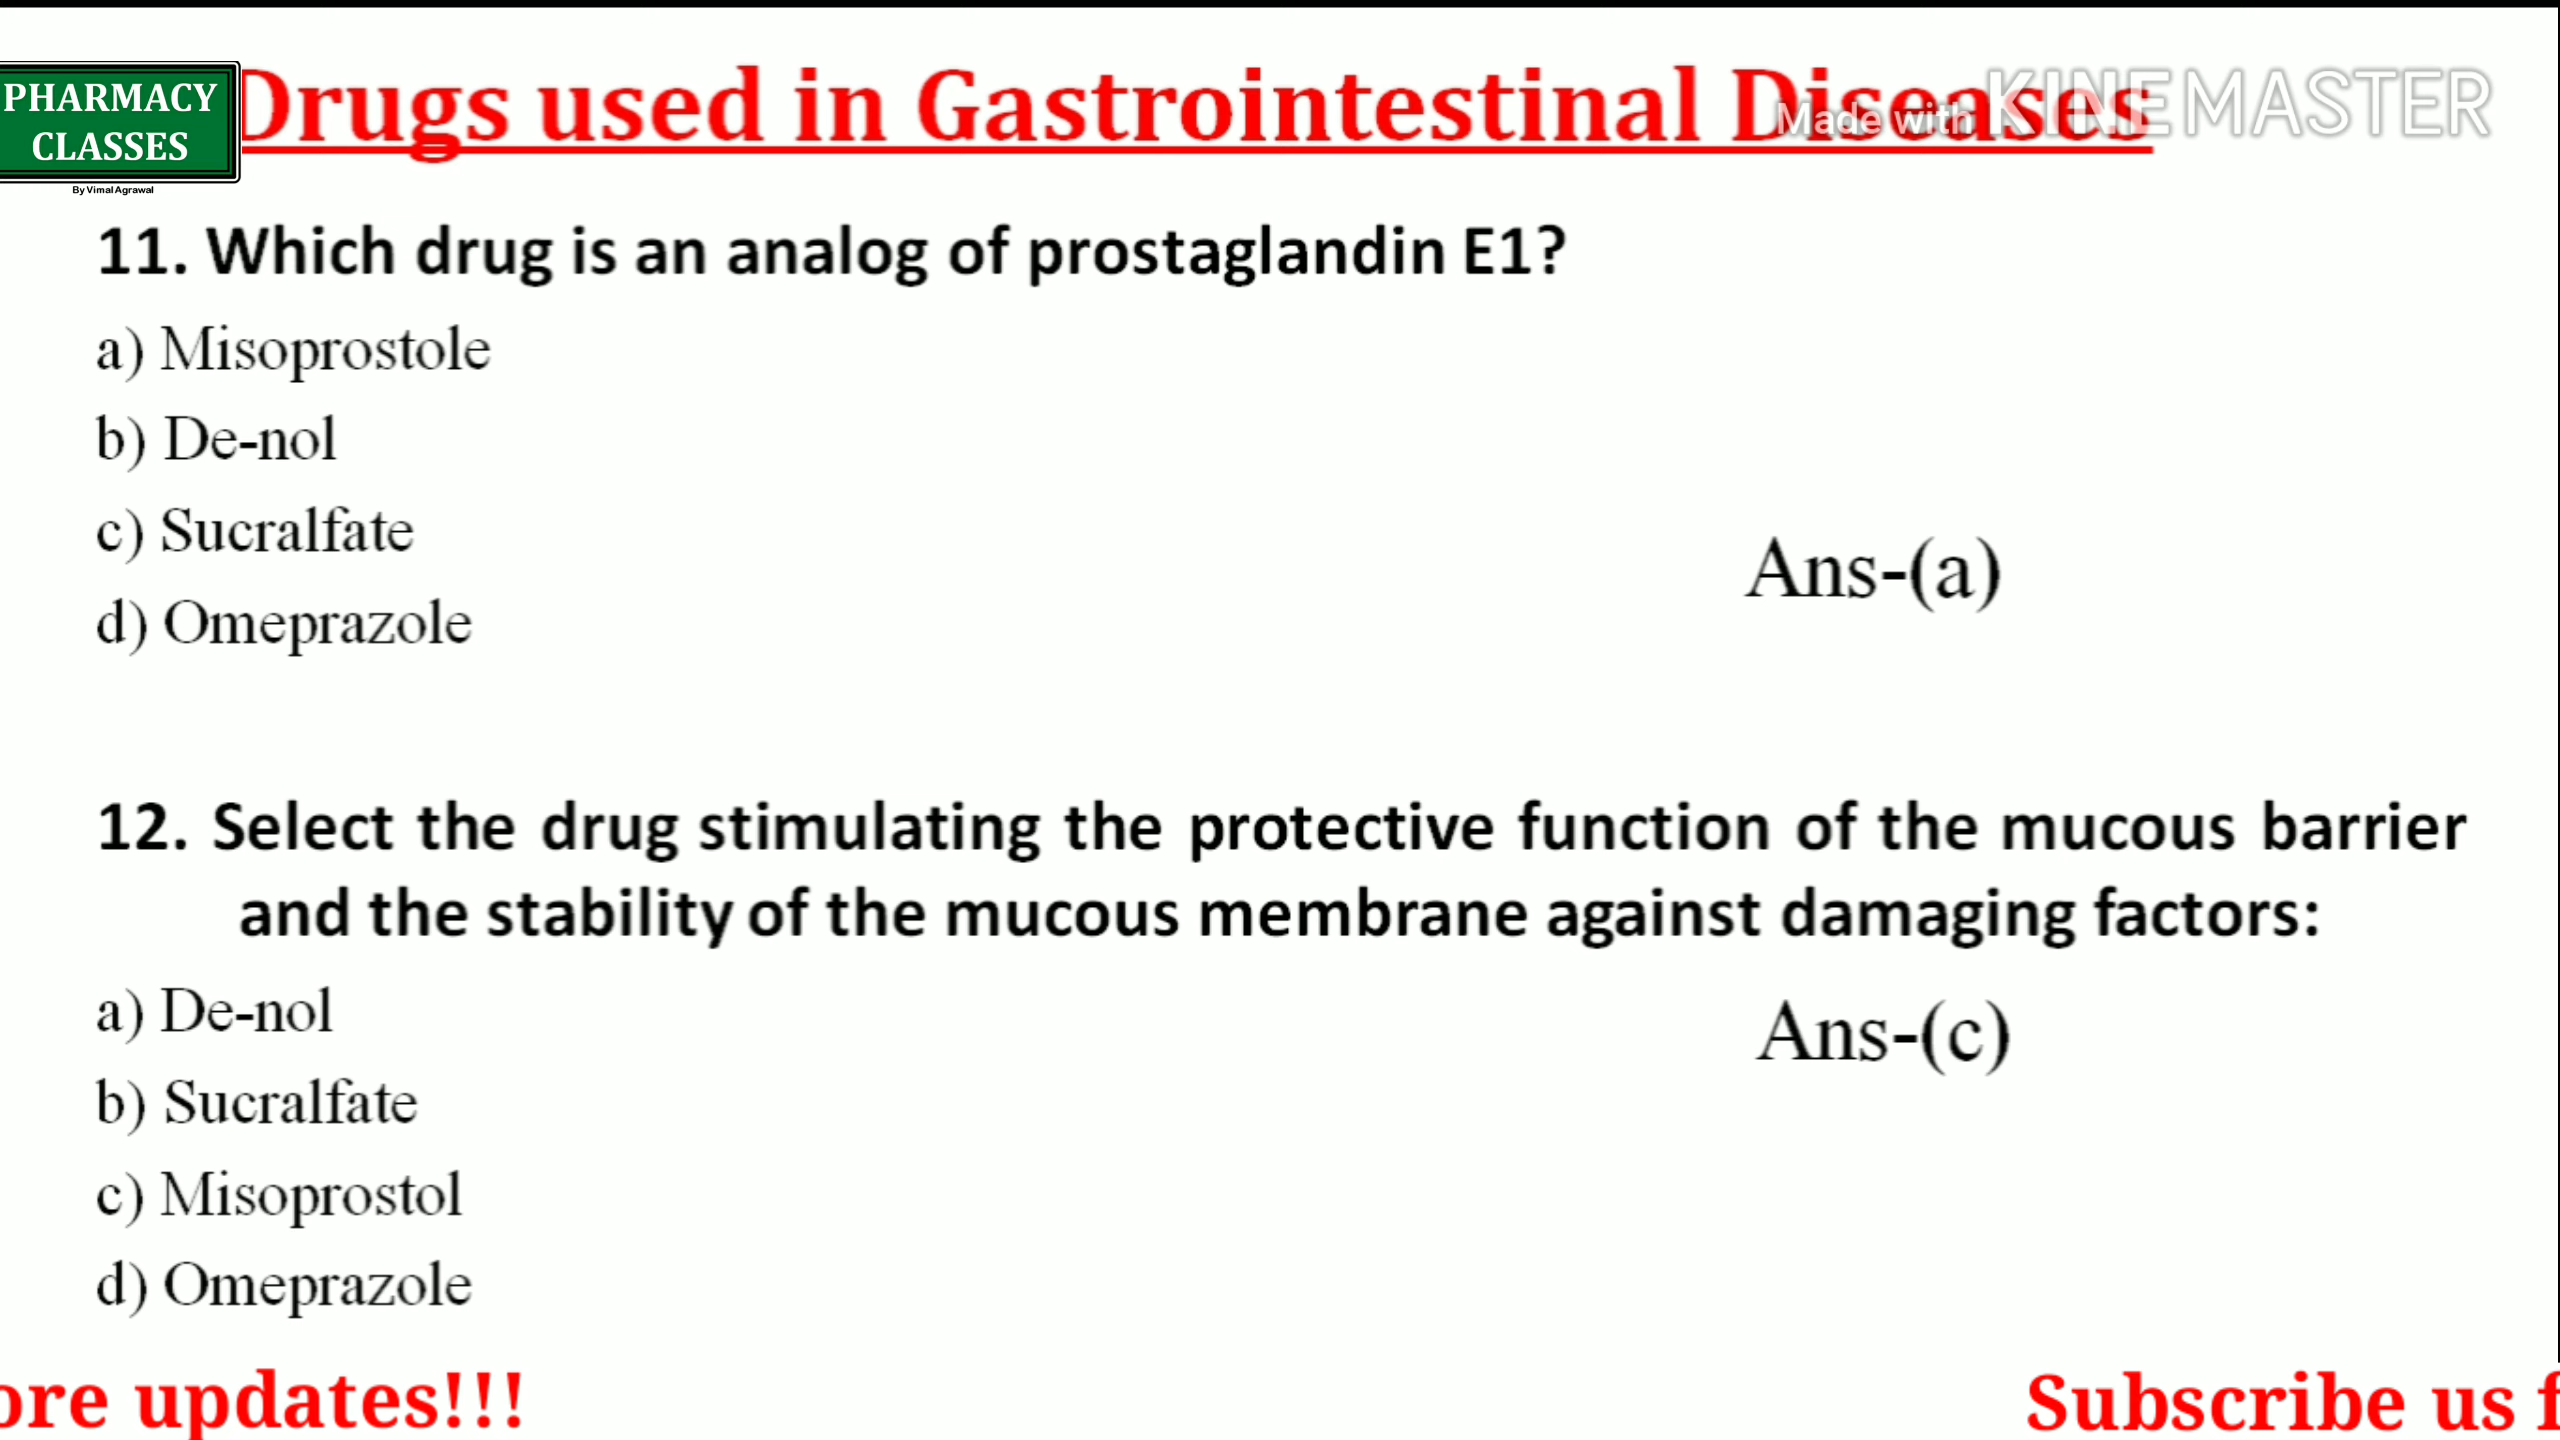 PHARMACY
CLASSES
By Vimal Agrawal
Drugs used in Gastrointestinal Diseases
Made with KINEMASTER
11. Which drug is an analog of prostaglandin E1?
a) Misoprostole
b) De-nol
c) Sucralfate
d) Omeprazole
Ans-(a)
12. Select the drug stimulating the protective function of the mucous barrier
and the stability of the mucous membrane against damaging factors:
a) De-nol
b) Sucralfate
c) Misoprostol
d) Omeprazole
Ans-(c)
ore updates!!!
Subscribe us f